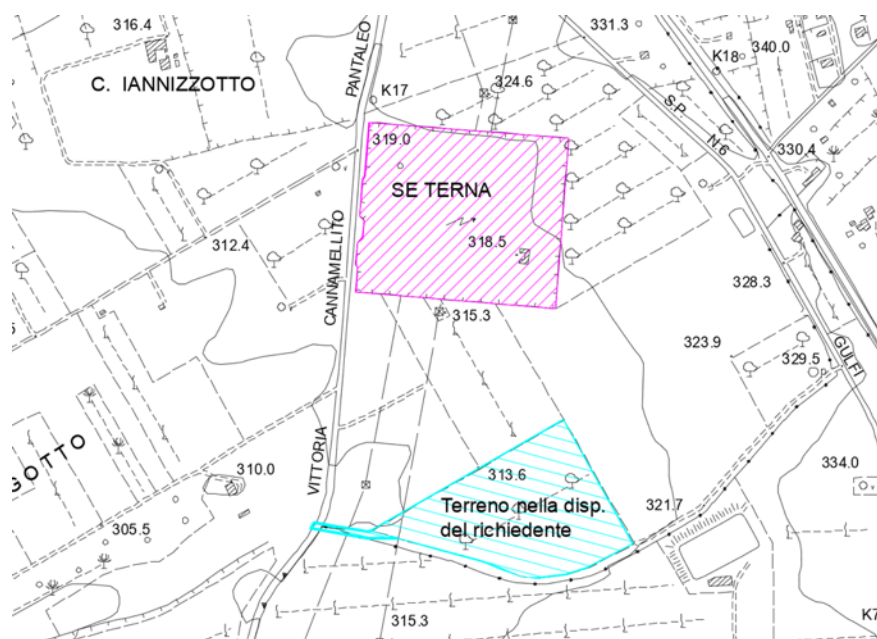 316.4
C. IANNIZZOTTO
PANTALEO
K17
324.6
331.3
K18
340.0
S.P. N.6
330.4
319.0
SE TERNA
318.5
312.4
CANNAMELLITO
315.3
328.3
323.9
329.5
GULFI
GOTTO
310.0
VITTORIA
313.6
334.0
Terreno nella disp.
del richiedente
321.7
305.5
315.3
K7